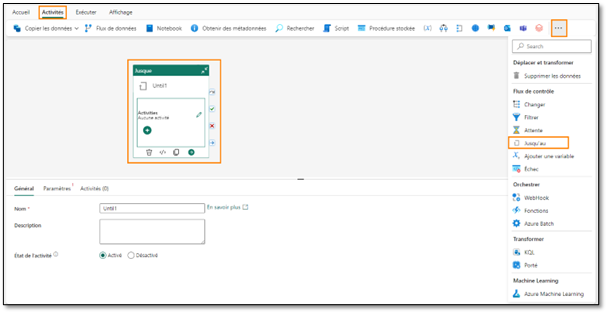 Accueil Activités Exécuter Affichage
Copier les données Flux de données Notebook Obtenir des métadonnées Rechercher Script Procédure stockée (x) ...
Search
Déplacer et transformer
Supprimer les données
Flux de contrôle
Changer
Filtrer
Attente
Jusqu'au
Ajouter une variable
Échec
Orchestrer
WebHook
Fonctions
Azure Batch
Transformer
KQL
Porté
Machine Learning
Azure Machine Learning
Jusque
Until1
Activities
Aucune activité
Général Paramètres 1 Activités (0)
Nom * Until1 En savoir plus
Description
État de l'activité Activé Désactivé